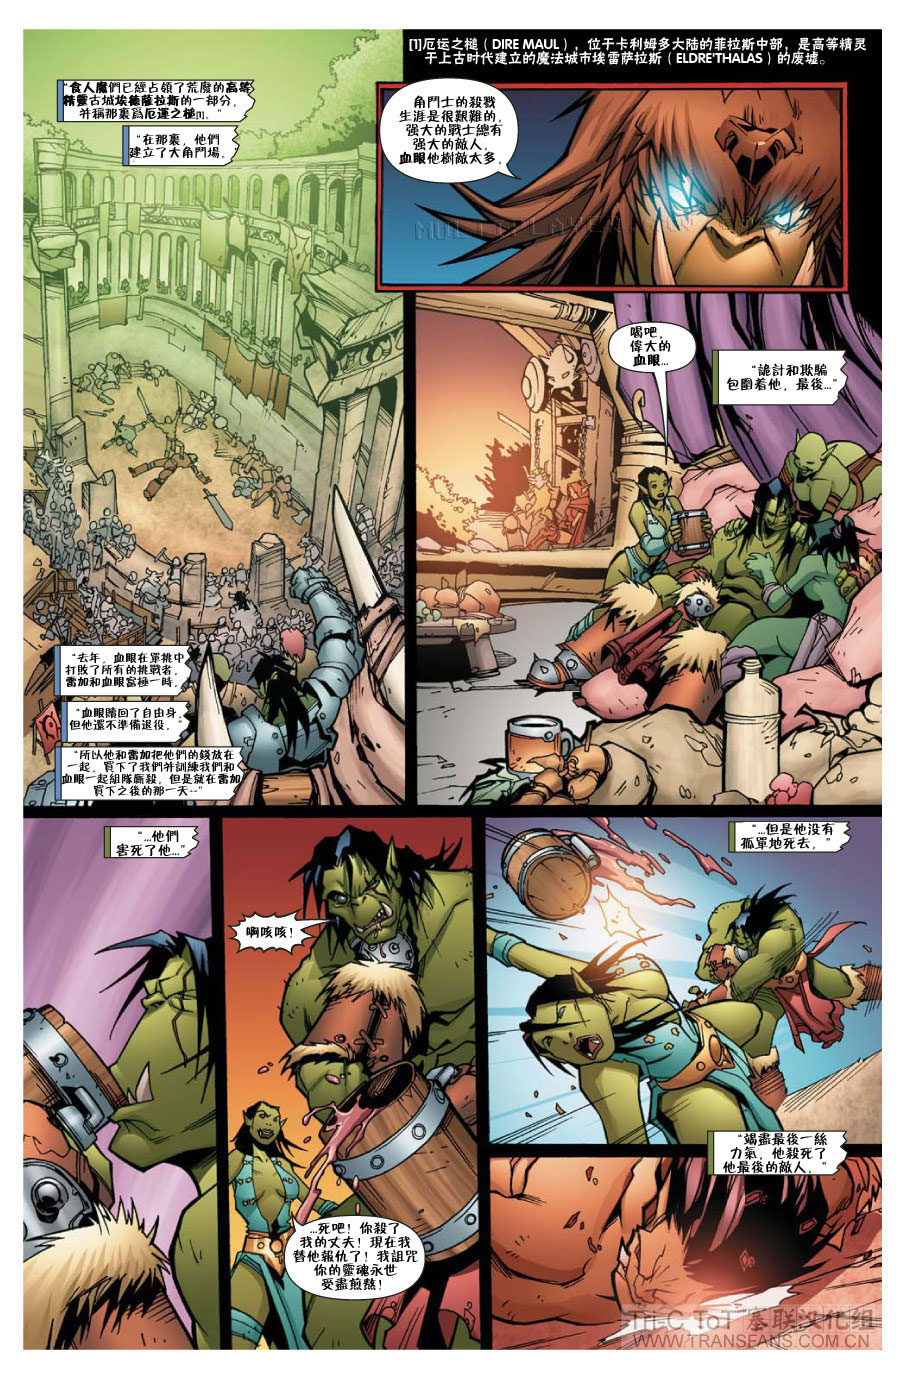 [1]厄运之槌（DIRE MAUL），位于卡利姆多大陆的菲拉斯中部，是高等精灵
于上古时代建立的魔法城市埃雷萨拉斯（ELDRE'THALAS）的废墟。
“食人魔們已經占領了荒廢的高等
精靈古城埃德薩拉斯的一部分，
并稱那裏爲厄運之槌[1]。”
“在那裏，他們
建立了大角鬥場。
角鬥士的殺戮
生涯是很艱難的，
强大的戰士總有
强大的敵人，
血眼他樹敵太多，
MULTIPLAYER
喝吧，
偉大的
血眼…
“詭計和欺騙
包圍着他，最後…”
“去年，血眼在單挑中
打敗了所有的挑戰者，
雷加和血眼富極一時，
“血眼贖回了自由身，
但他還不準備退役，”
“所以他和雷加把他們的錢放在
一起，買下了我們并訓練我們和
血眼一起組隊厮殺，但是就在雷加
買下之後的那一天--”
“…他們
害死了他…”
啊咳咳！
…死吧！你殺了
我的丈夫！現在我
替他報仇了！我詛咒
你的靈魂永世
受盡煎熬！
“…但是他没有
孤單地死去，”
“竭盡最後一絲
力氣，他殺死了
他最後的敵人，”
TF-C ToT 塞联汉化组
WWW.TRANSFANS.COM.CN